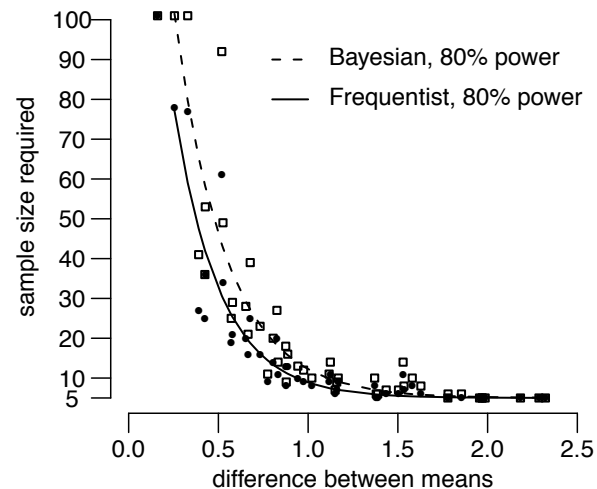 100
90
80
70
60
50
40
30
20
10
5
sample size required
Bayesian, 80% power
Frequentist, 80% power
0.0 0.5 1.0 1.5 2.0 2.5
difference between means